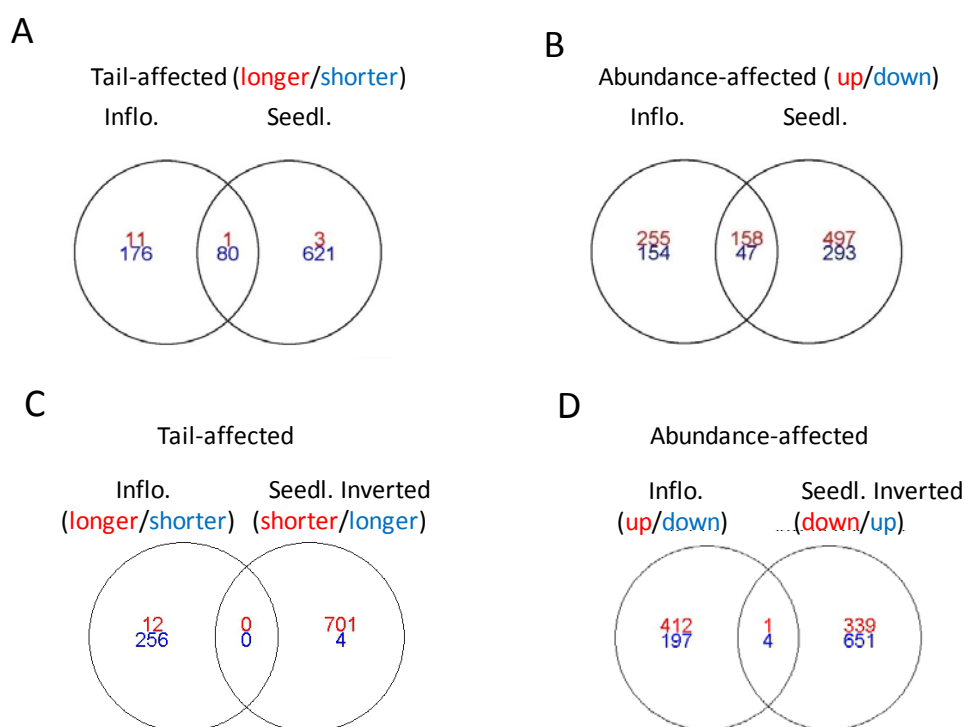 A
B
Tail-affected (longer/shorter)
Abundance-affected ( up/down)
Inflo. Seedl.
Inflo. Seedl.
11 1 3
176 80 621
255 158 497
154 47 293
C
D
Tail-affected
Abundance-affected
Inflo. Seedl. Inverted
(longer/shorter) (shorter/longer)
Inflo. Seedl. Inverted
(up/down) (down/up)
12 0 701
256 0 4
412 1 339
197 4 651